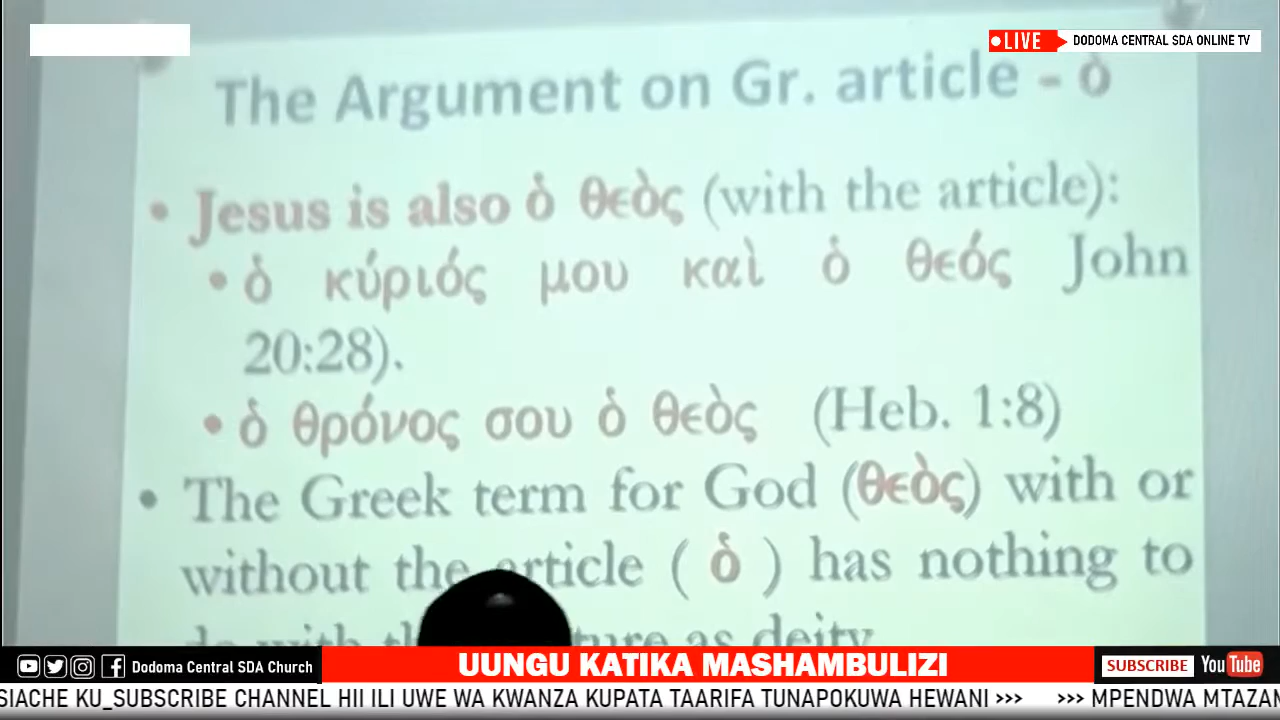 LIVE
DODOMA CENTRAL SDA ONLINE TV
The Argument on Gr. article - ὁ
• Jesus is also ὁ θεὸς (with the article):
• ὁ κύριός μου καὶ ὁ θεός John
20:28).
• ὁ θρόνος σου ὁ θεὸς (Heb. 1:8)
• The Greek term for God (θεὸς) with or
without the article ( ὁ ) has nothing to
do with deity
Dodoma Central SDA Church
UUNGU KATIKA MASHAMBULIZI
SUBSCRIBE YouTube
SIACHE KU_SUBSCRIBE CHANNEL HII ILI UWE WA KWANZA KUPATA TAARIFA TUNAPOKUWA HEWANI >>> >>> MPENDWA